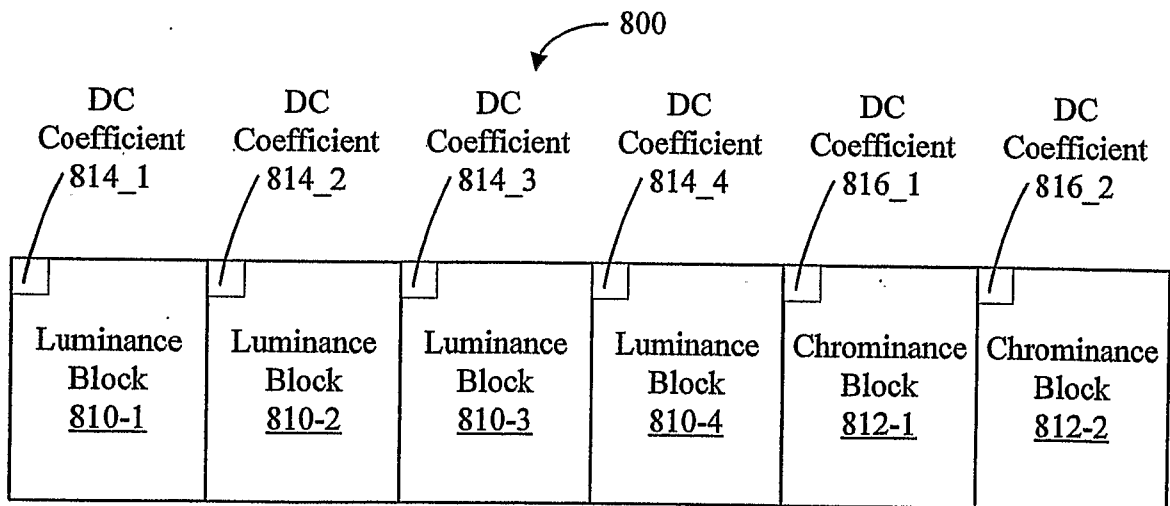 800
DC
Coefficient
814_1
DC
Coefficient
814_2
DC
Coefficient
814_3
DC
Coefficient
814_4
DC
Coefficient
816_1
DC
Coefficient
816_2
Luminance
Block
810-1
Luminance
Block
810-2
Luminance
Block
810-3
Luminance
Block
810-4
Chrominance
Block
812-1
Chrominance
Block
812-2